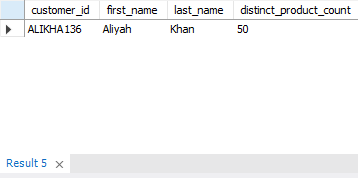 customer_id first_name last_name distinct_product_count
ALIKHA136 Aliyah Khan 50
Result 5